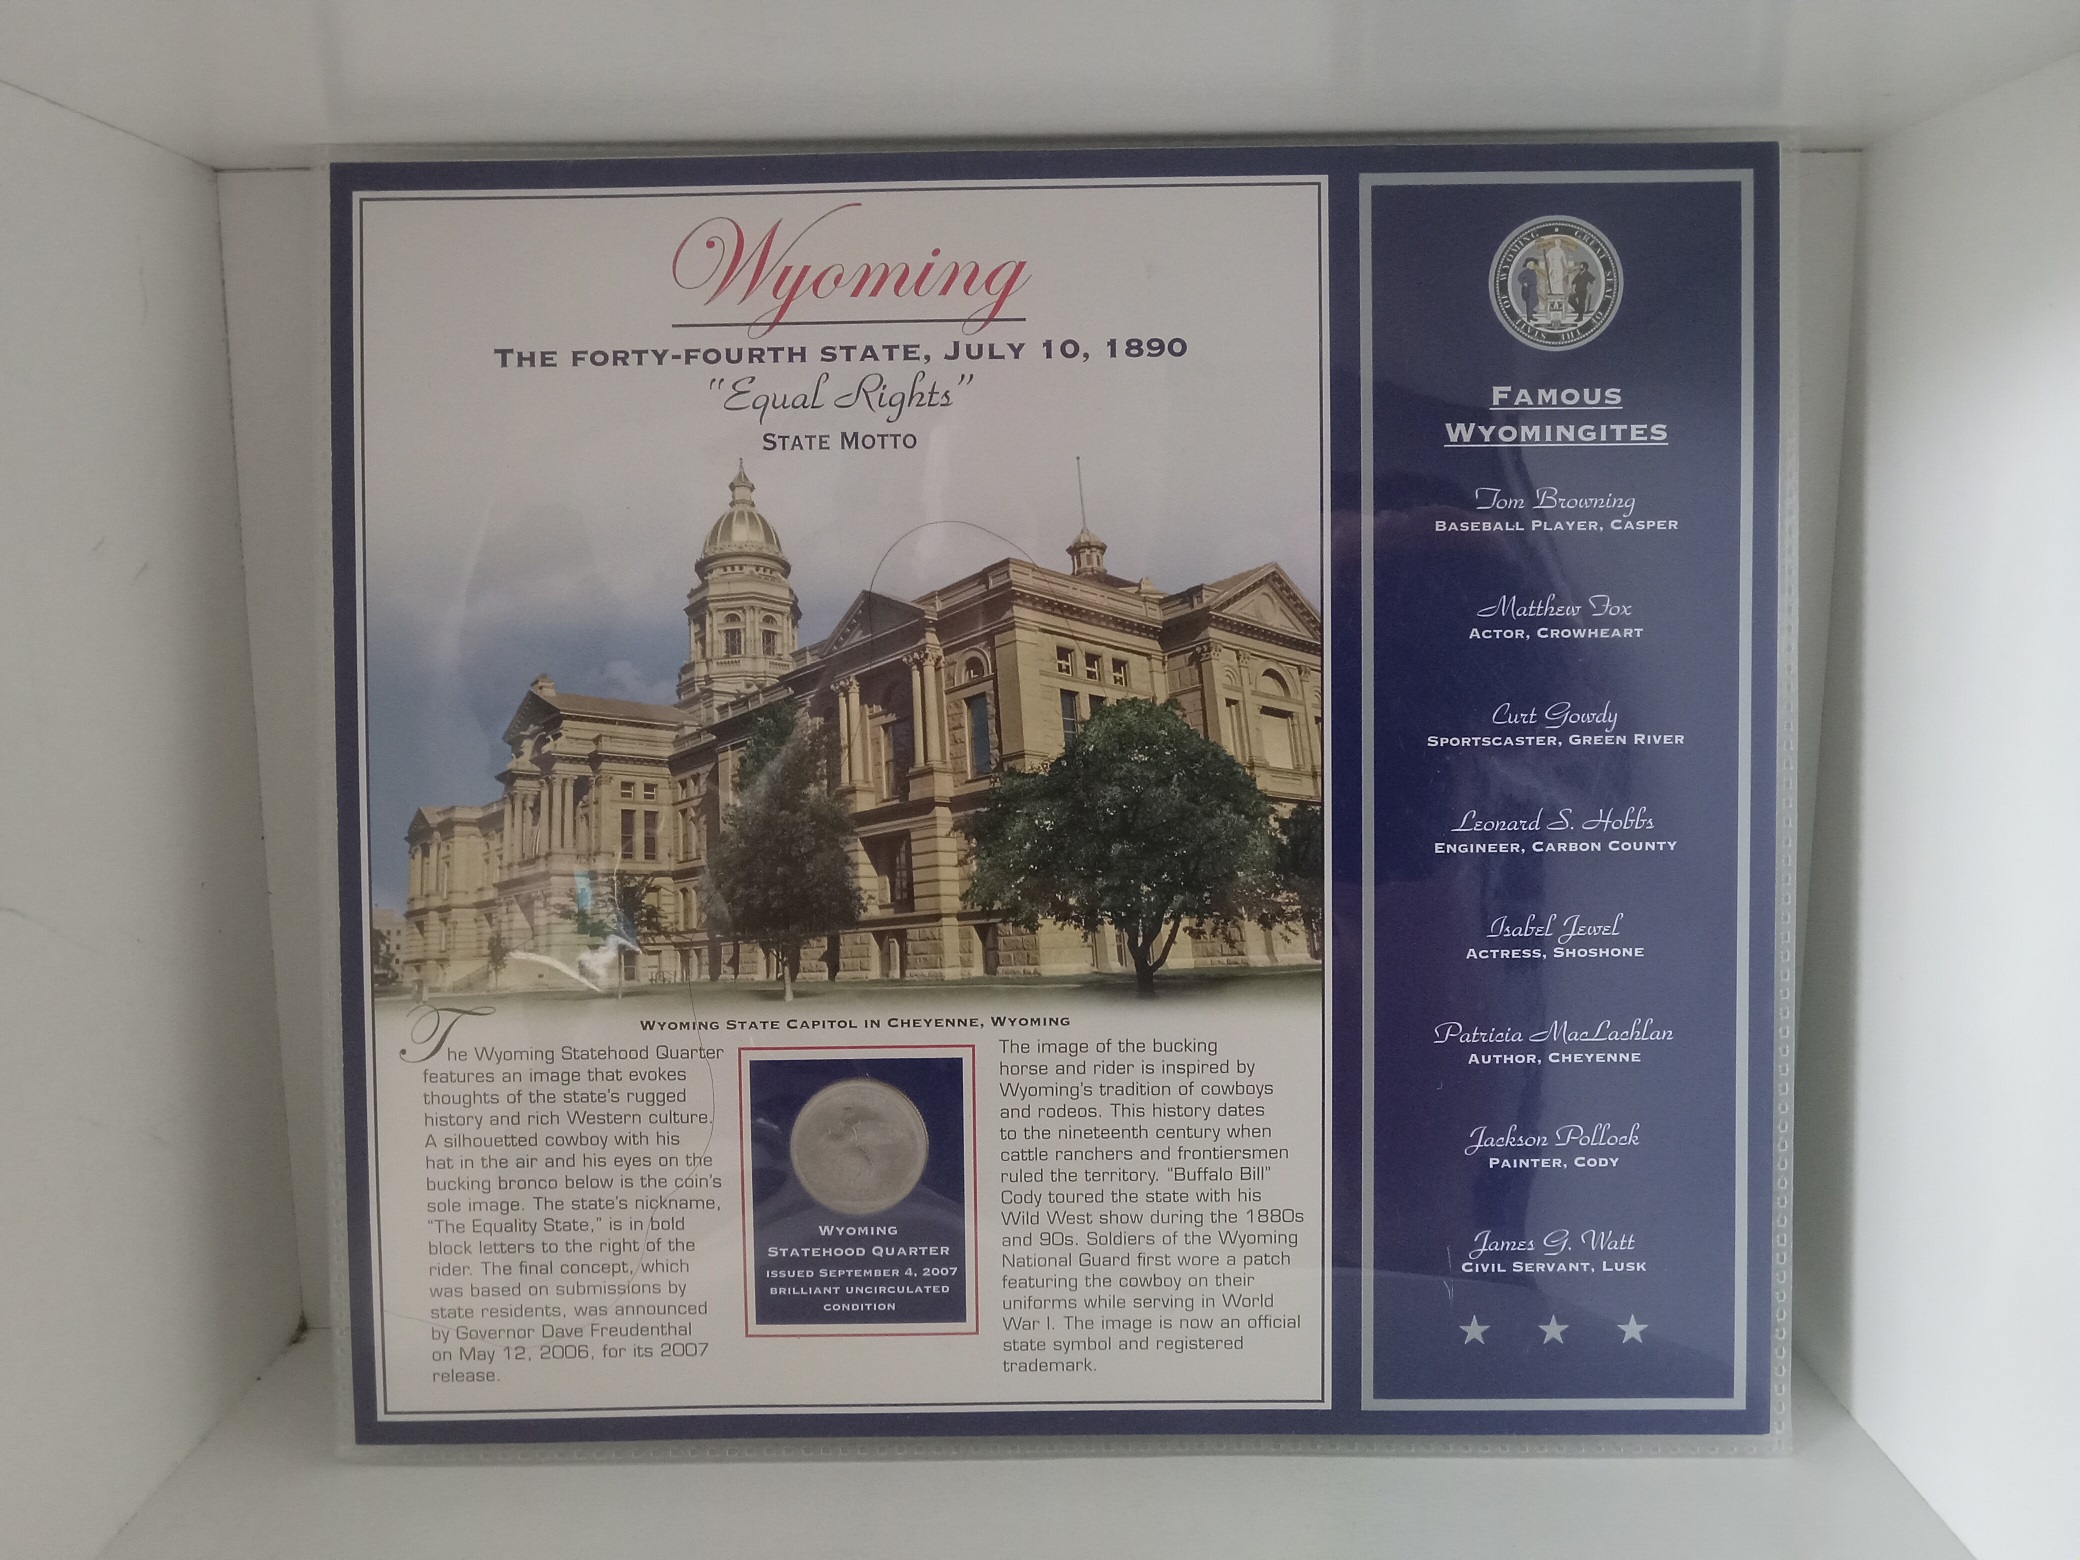 Wyoming
THE FORTY-FOURTH STATE, JULY 10, 1890
"Equal Rights"
STATE MOTTO
WYOMING STATE CAPITOL IN CHEYENNE, WYOMING
The Wyoming Statehood Quarter
features an image that evokes
thoughts of the state's rugged
history and rich Western culture.
A silhouetted cowboy with his
hat in the air and his eyes on the
bucking bronco below is the coin's
sole image. The state's nickname,
"The Equality State," is in bold
block letters to the right of the
rider. The final concept, which
was based on submissions by
state residents, was announced
by Governor Dave Freudenthal
on May 12, 2006, for its 2007
release.
WYOMING
STATEHOOD QUARTER
ISSUED SEPTEMBER 4, 2007
BRILLIANT UNCIRCULATED
CONDITION
The image of the bucking
horse and rider is inspired by
Wyoming's tradition of cowboys
and rodeos. This history dates
to the nineteenth century when
cattle ranchers and frontiersmen
ruled the territory. "Buffalo Bill"
Cody toured the state with his
Wild West show during the 1880s
and 90s. Soldiers of the Wyoming
National Guard first wore a patch
featuring the cowboy on their
uniforms while serving in World
War I. The image is now an official
state symbol and registered
trademark.
GREAT SEAL OF THE STATE OF WYOMING
FAMOUS
WYOMINGITES
Tom Browning
BASEBALL PLAYER, CASPER
Matthew Fox
ACTOR, CROWHEART
Curt Gowdy
SPORTSCASTER, GREEN RIVER
Leonard S. Hobbs
ENGINEER, CARBON COUNTY
Isabel Jewel
ACTRESS, SHOSHONE
Patricia MacLachlan
AUTHOR, CHEYENNE
Jackson Pollock
PAINTER, CODY
James G. Watt
CIVIL SERVANT, LUSK